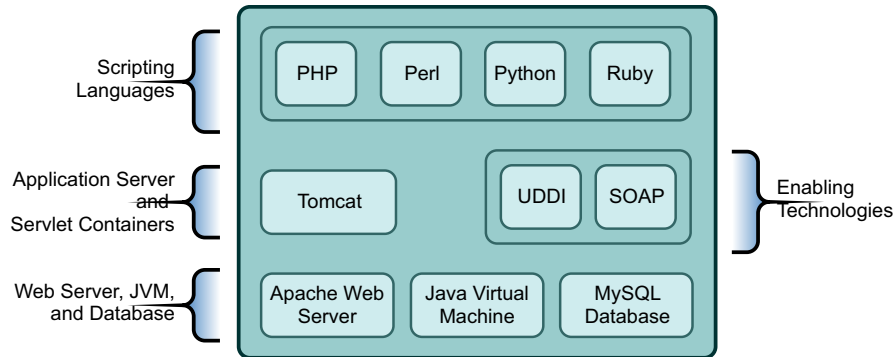 Scripting
Languages
PHP
Perl
Python
Ruby
Application Server
and
Servlet Containers
Tomcat
UDDI
SOAP
Enabling
Technologies
Web Server, JVM,
and Database
Apache Web
Server
Java Virtual
Machine
MySQL
Database